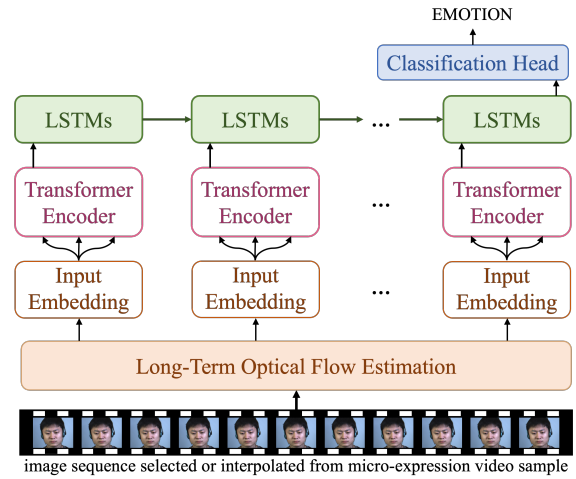 EMOTION
Classification Head
LSTMs
LSTMs
...
LSTMs
Transformer
Encoder
Transformer
Encoder
...
Transformer
Encoder
Input
Embedding
Input
Embedding
...
Input
Embedding
Long-Term Optical Flow Estimation
image sequence selected or interpolated from micro-expression video sample